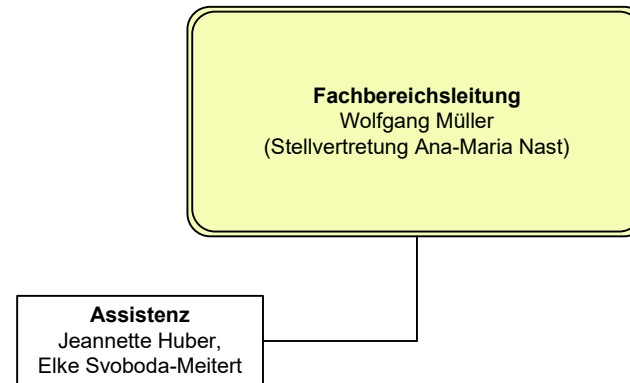 Fachbereichsleitung
Wolfgang Müller
(Stellvertretung Ana-Maria Nast)
Assistenz
Jeannette Huber,
Elke Svoboda-Meitert